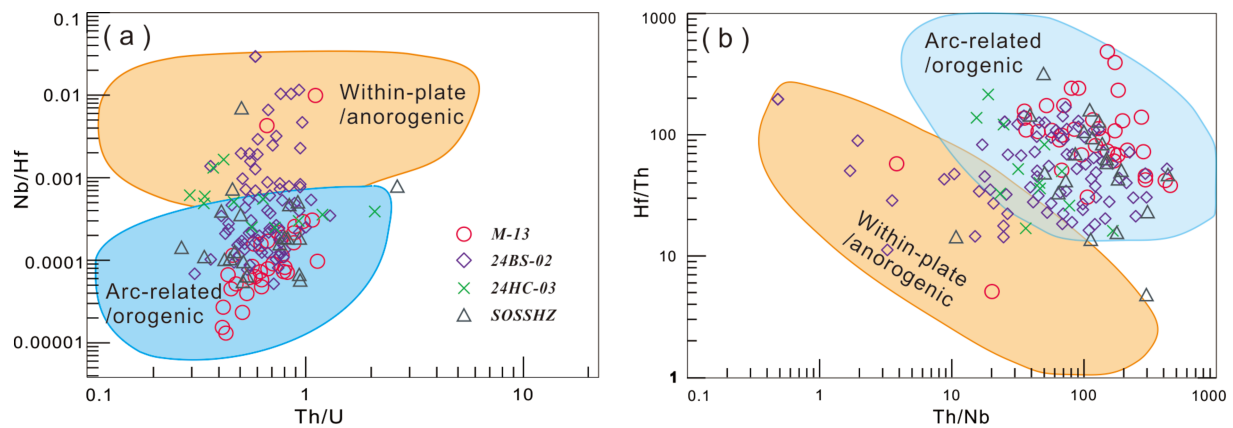 (a)
0.1
0.01
0.001
0.0001
0.00001
Nb/Hf
Within-plate
/anorogenic
Arc-related
/orogenic
M-13
24BS-02
24HC-03
SOSSHZ
0.1
1
10
Th/U
(b)
1000
100
10
1
Hf/Th
Arc-related
/orogenic
Within-plate
/anorogenic
1
10
100
1000
Th/Nb